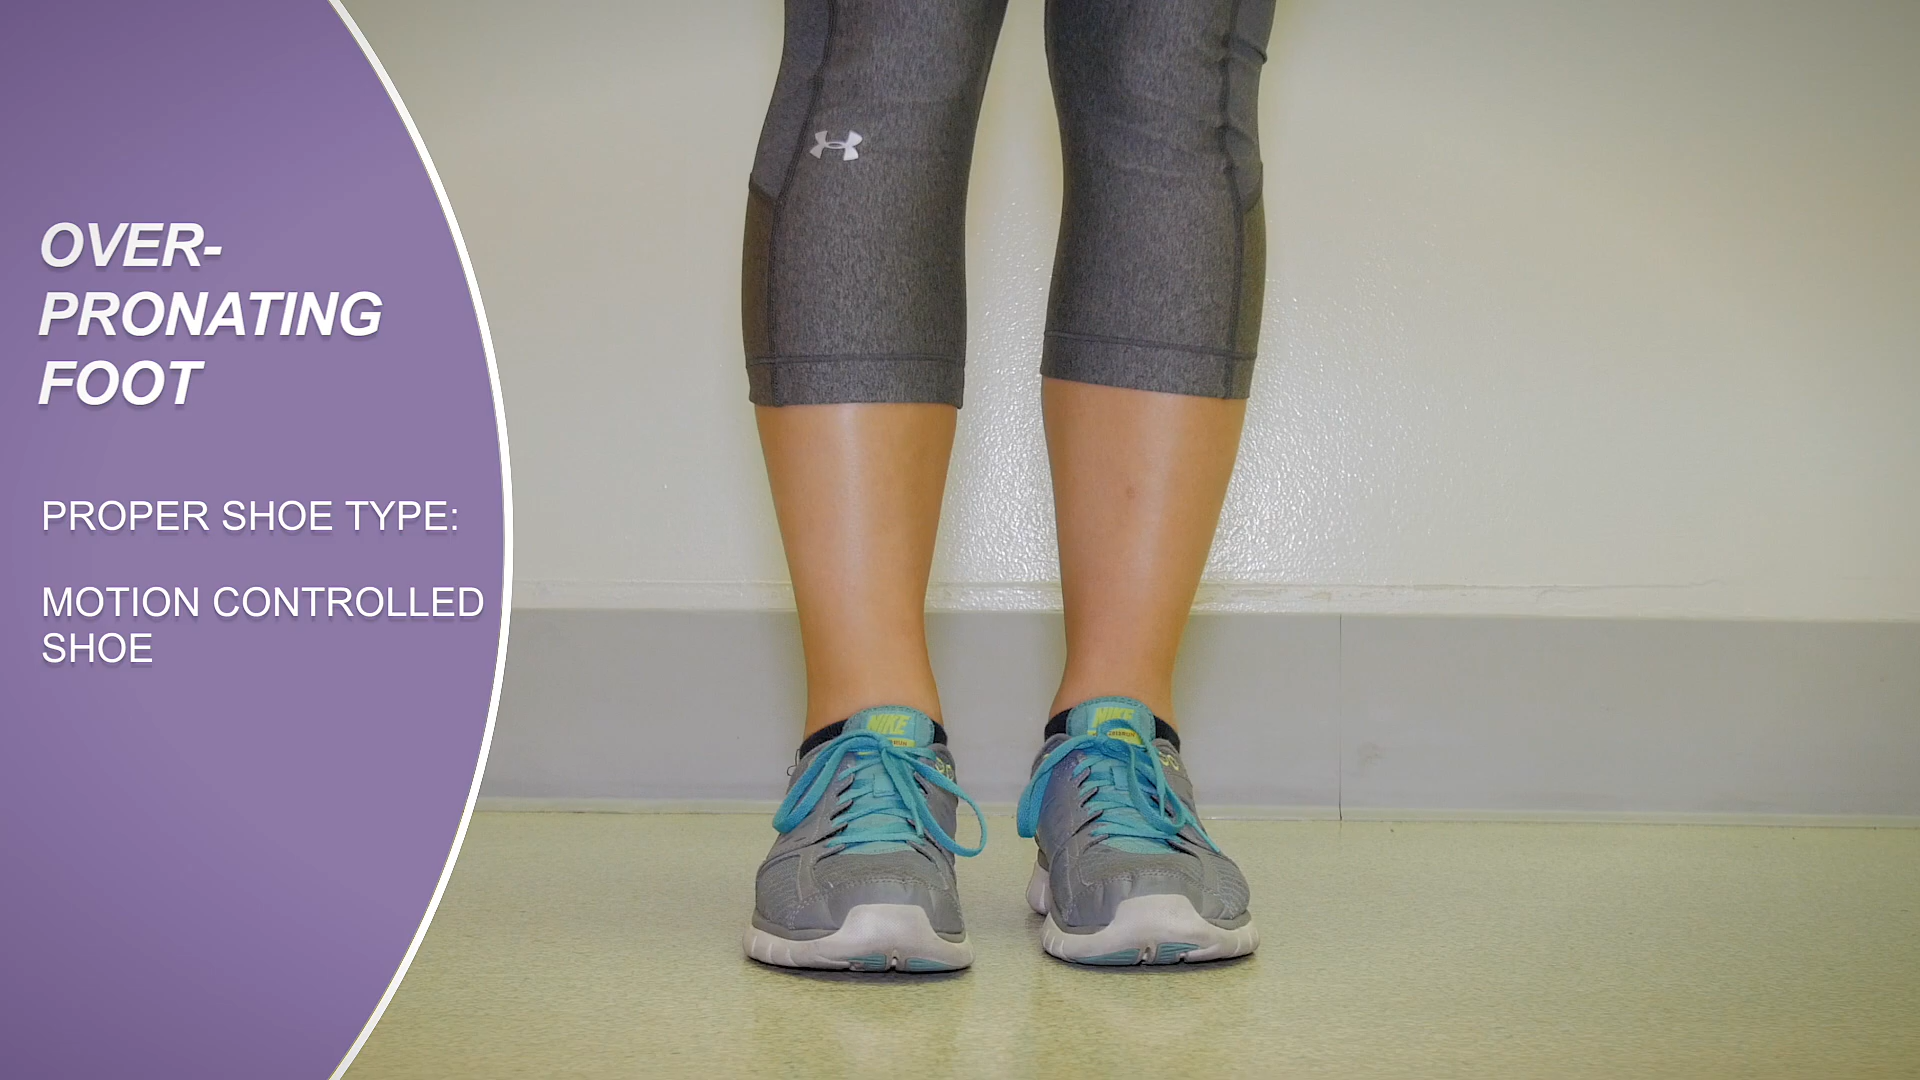 OVER-
PRONATING
FOOT
PROPER SHOE TYPE:
MOTION CONTROLLED
SHOE
NIKE
NIKE